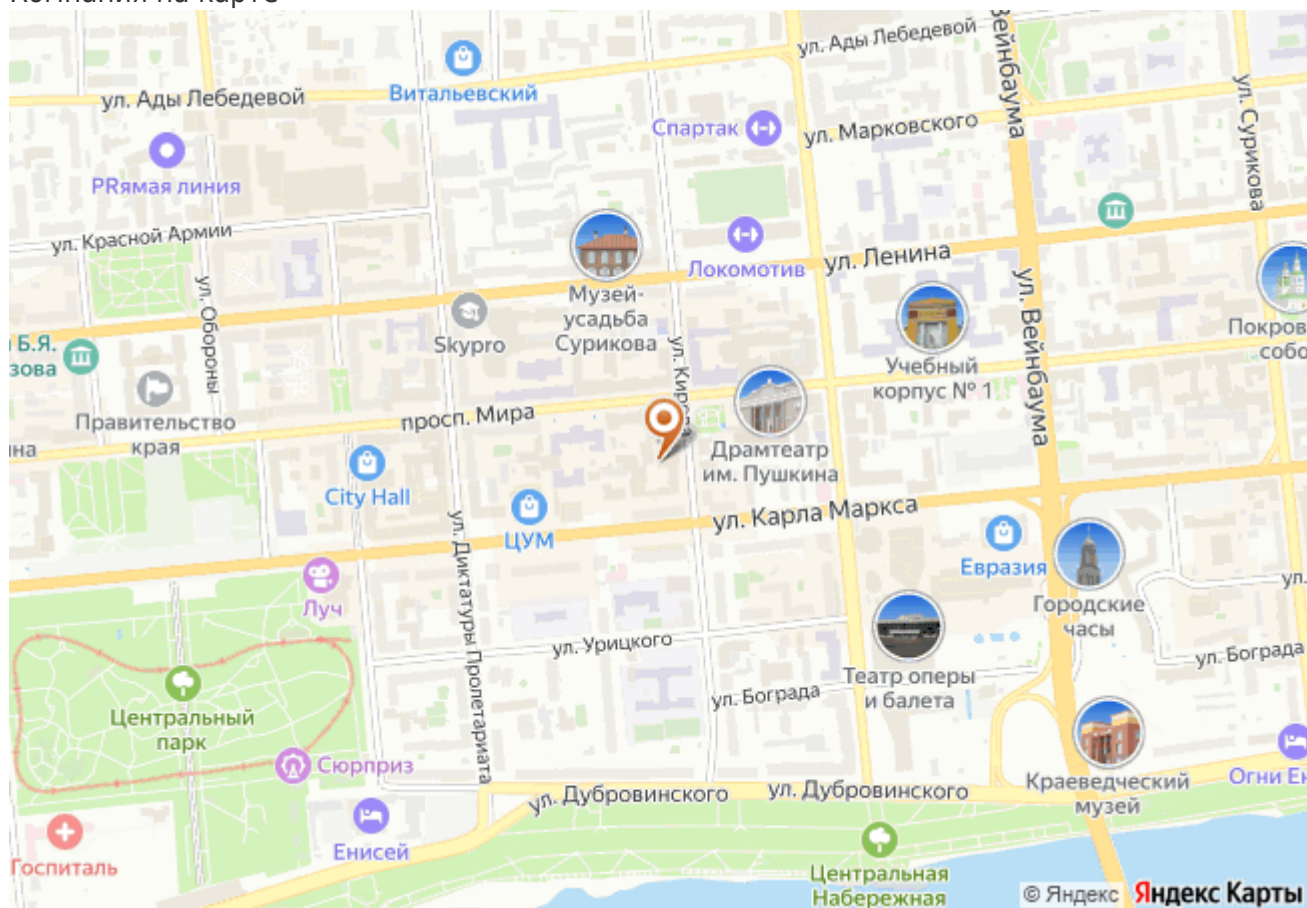 ул. Ады Лебедевой
Вейнбаума
ул. Ады Лебедевой
Витальевский
ул. Сурикова
Спартак
ул. Марковского
PRямая линия
ул. Красной Армии
Локомотив
ул. Ленина
Музей-
усадьба
Сурикова
ул. Обороны
Skypro
ул. Кирова
ул. Вейнбаума
Б.Я.
Учебный
корпус № 1
Правительство
края
просп. Мира
Драмтеатр
им. Пушкина
City Hall
ЦУМ
ул. Карла Маркса
Евразия
Луч
ул. Диктатуры Пролетариата
Городские
часы
ул.
ул. Урицкого
ул. Бограда
ул. Бограда
Театр оперы
и балета
Центральный
парк
Сюрприз
Краеведческий
музей
ул. Дубровинского
ул. Дубровинского
Енисей
Госпиталь
Центральная
Набережная
© Яндекс Яндекс Карты